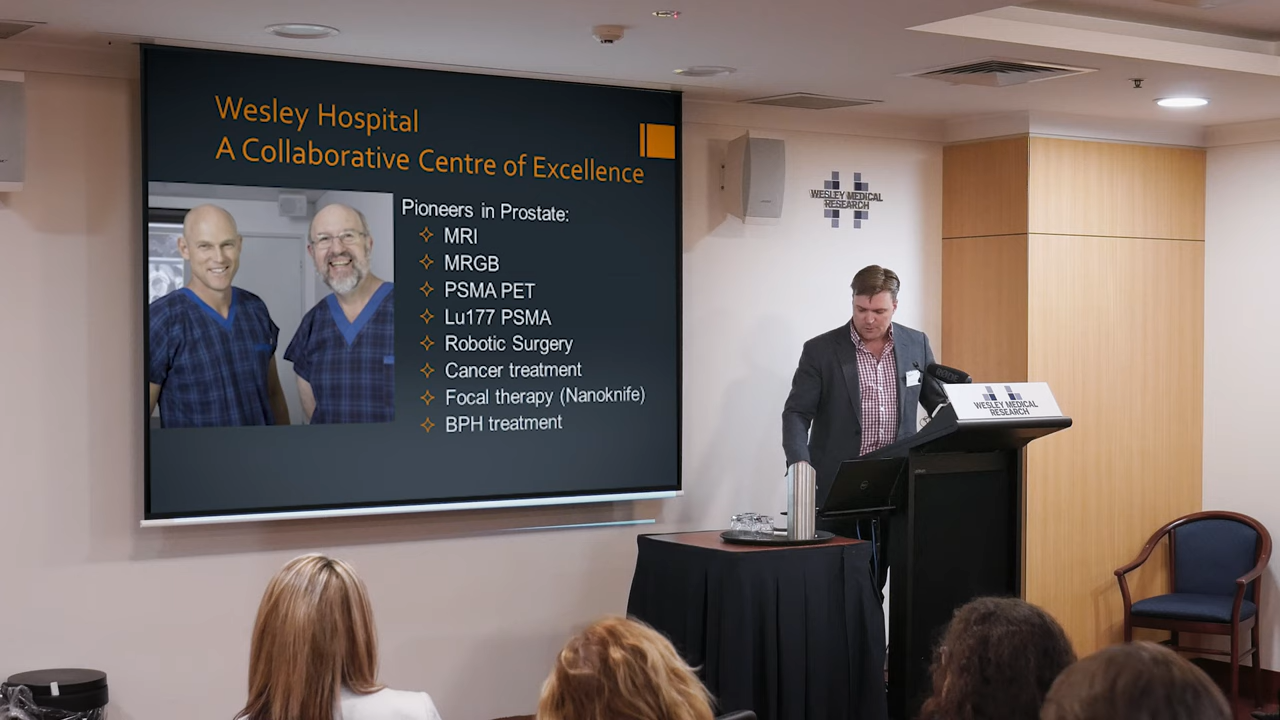 Wesley Hospital
A Collaborative Centre of Excellence
Pioneers in Prostate:
MRI
MRGB
PSMA PET
Lu177 PSMA
Robotic Surgery
Cancer treatment
Focal therapy (Nanoknife)
BPH treatment
WESLEY MEDICAL
RESEARCH
WESLEY MEDICAL
RESEARCH